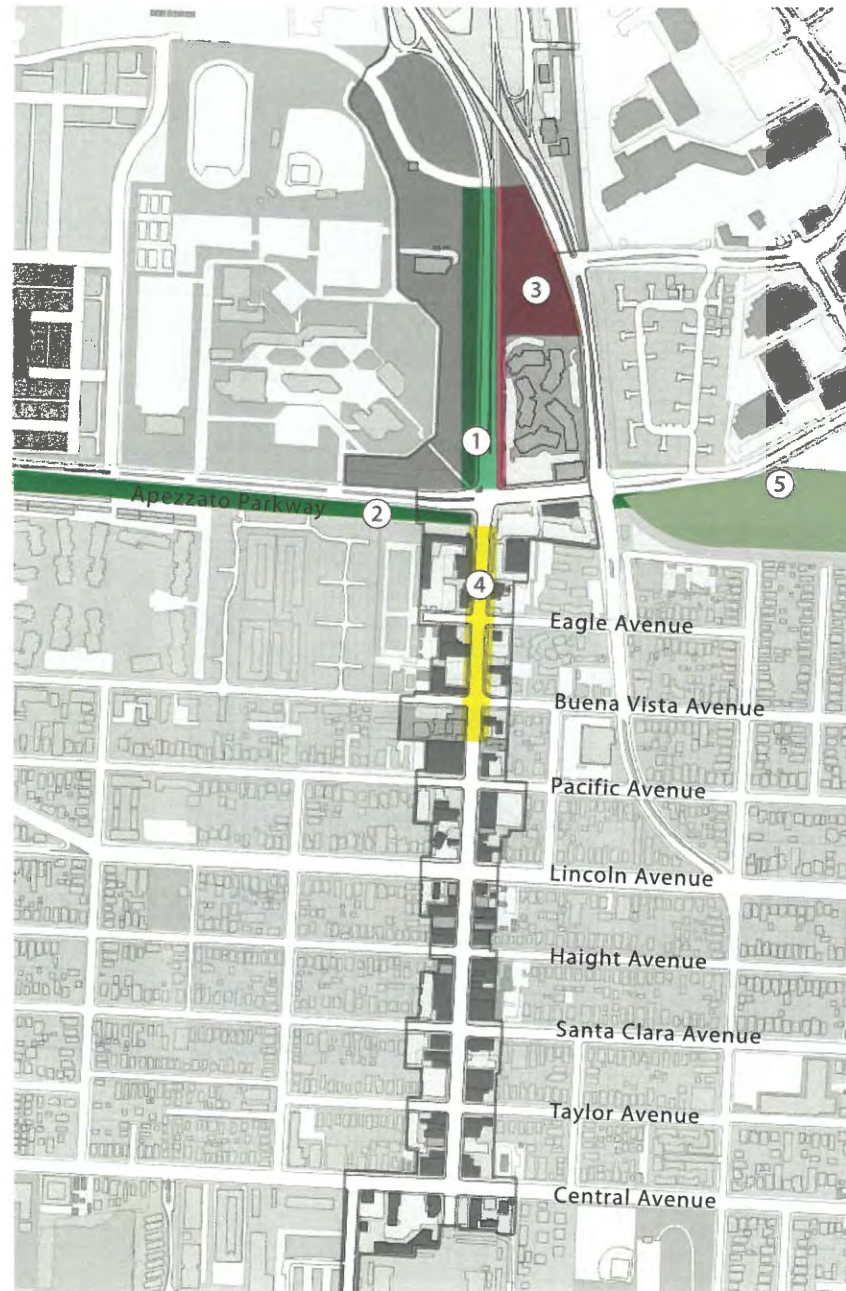 3
1
5
Apezzato Parkway
2
4
Eagle Avenue
Buena Vista Avenue
Pacific Avenue
Lincoln Avenue
Haight Avenue
Santa Clara Avenue
Taylor Avenue
Central Avenue